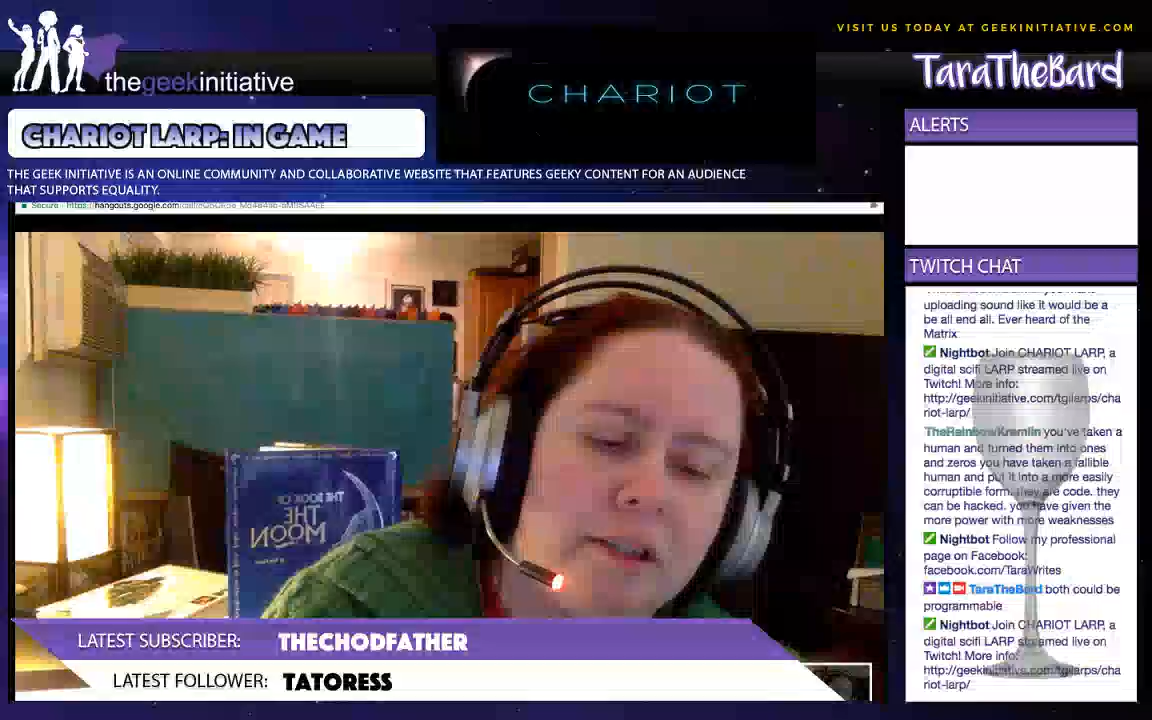 VISIT US TODAY AT GEEKINITIATIVE.COM
thegeekinitiative
CHARIOT
TaraTheBard
CHARIOT LARP: IN GAME
THE GEEK INITIATIVE IS AN ONLINE COMMUNITY AND COLLABORATIVE WEBSITE THAT FEATURES GEEKY CONTENT FOR AN AUDIENCE
THAT SUPPORTS EQUALITY.
Secure
https://hangouts.google.com
THE BOOK OF
THE
MOON
LATEST SUBSCRIBER: THECHODFATHER
LATEST FOLLOWER: TATORESS
ALERTS
TWITCH CHAT
uploading sound like it would be a
be all end all. Ever heard of the
Matrix
Nightbot Join CHARIOT LARP, a
digital scifi LARP streamed live on
Twitch! More info:
http://geekinitiative.com/tgilarps/cha
riot-larp/
TheRainbowKremlin you've taken a
human and turned them into ones
and zeros you have taken a fallible
human and put it into a more easily
corruptible form. they are code. they
can be hacked. you have given the
more power with more weaknesses
Nightbot Follow my professional
page on Facebook:
facebook.com/TaraWrites
TaraTheBard both could be
programmable
Nightbot Join CHARIOT LARP, a
digital scifi LARP streamed live on
Twitch! More info:
http://geekinitiative.com/tgilarps/cha
riot-larp/